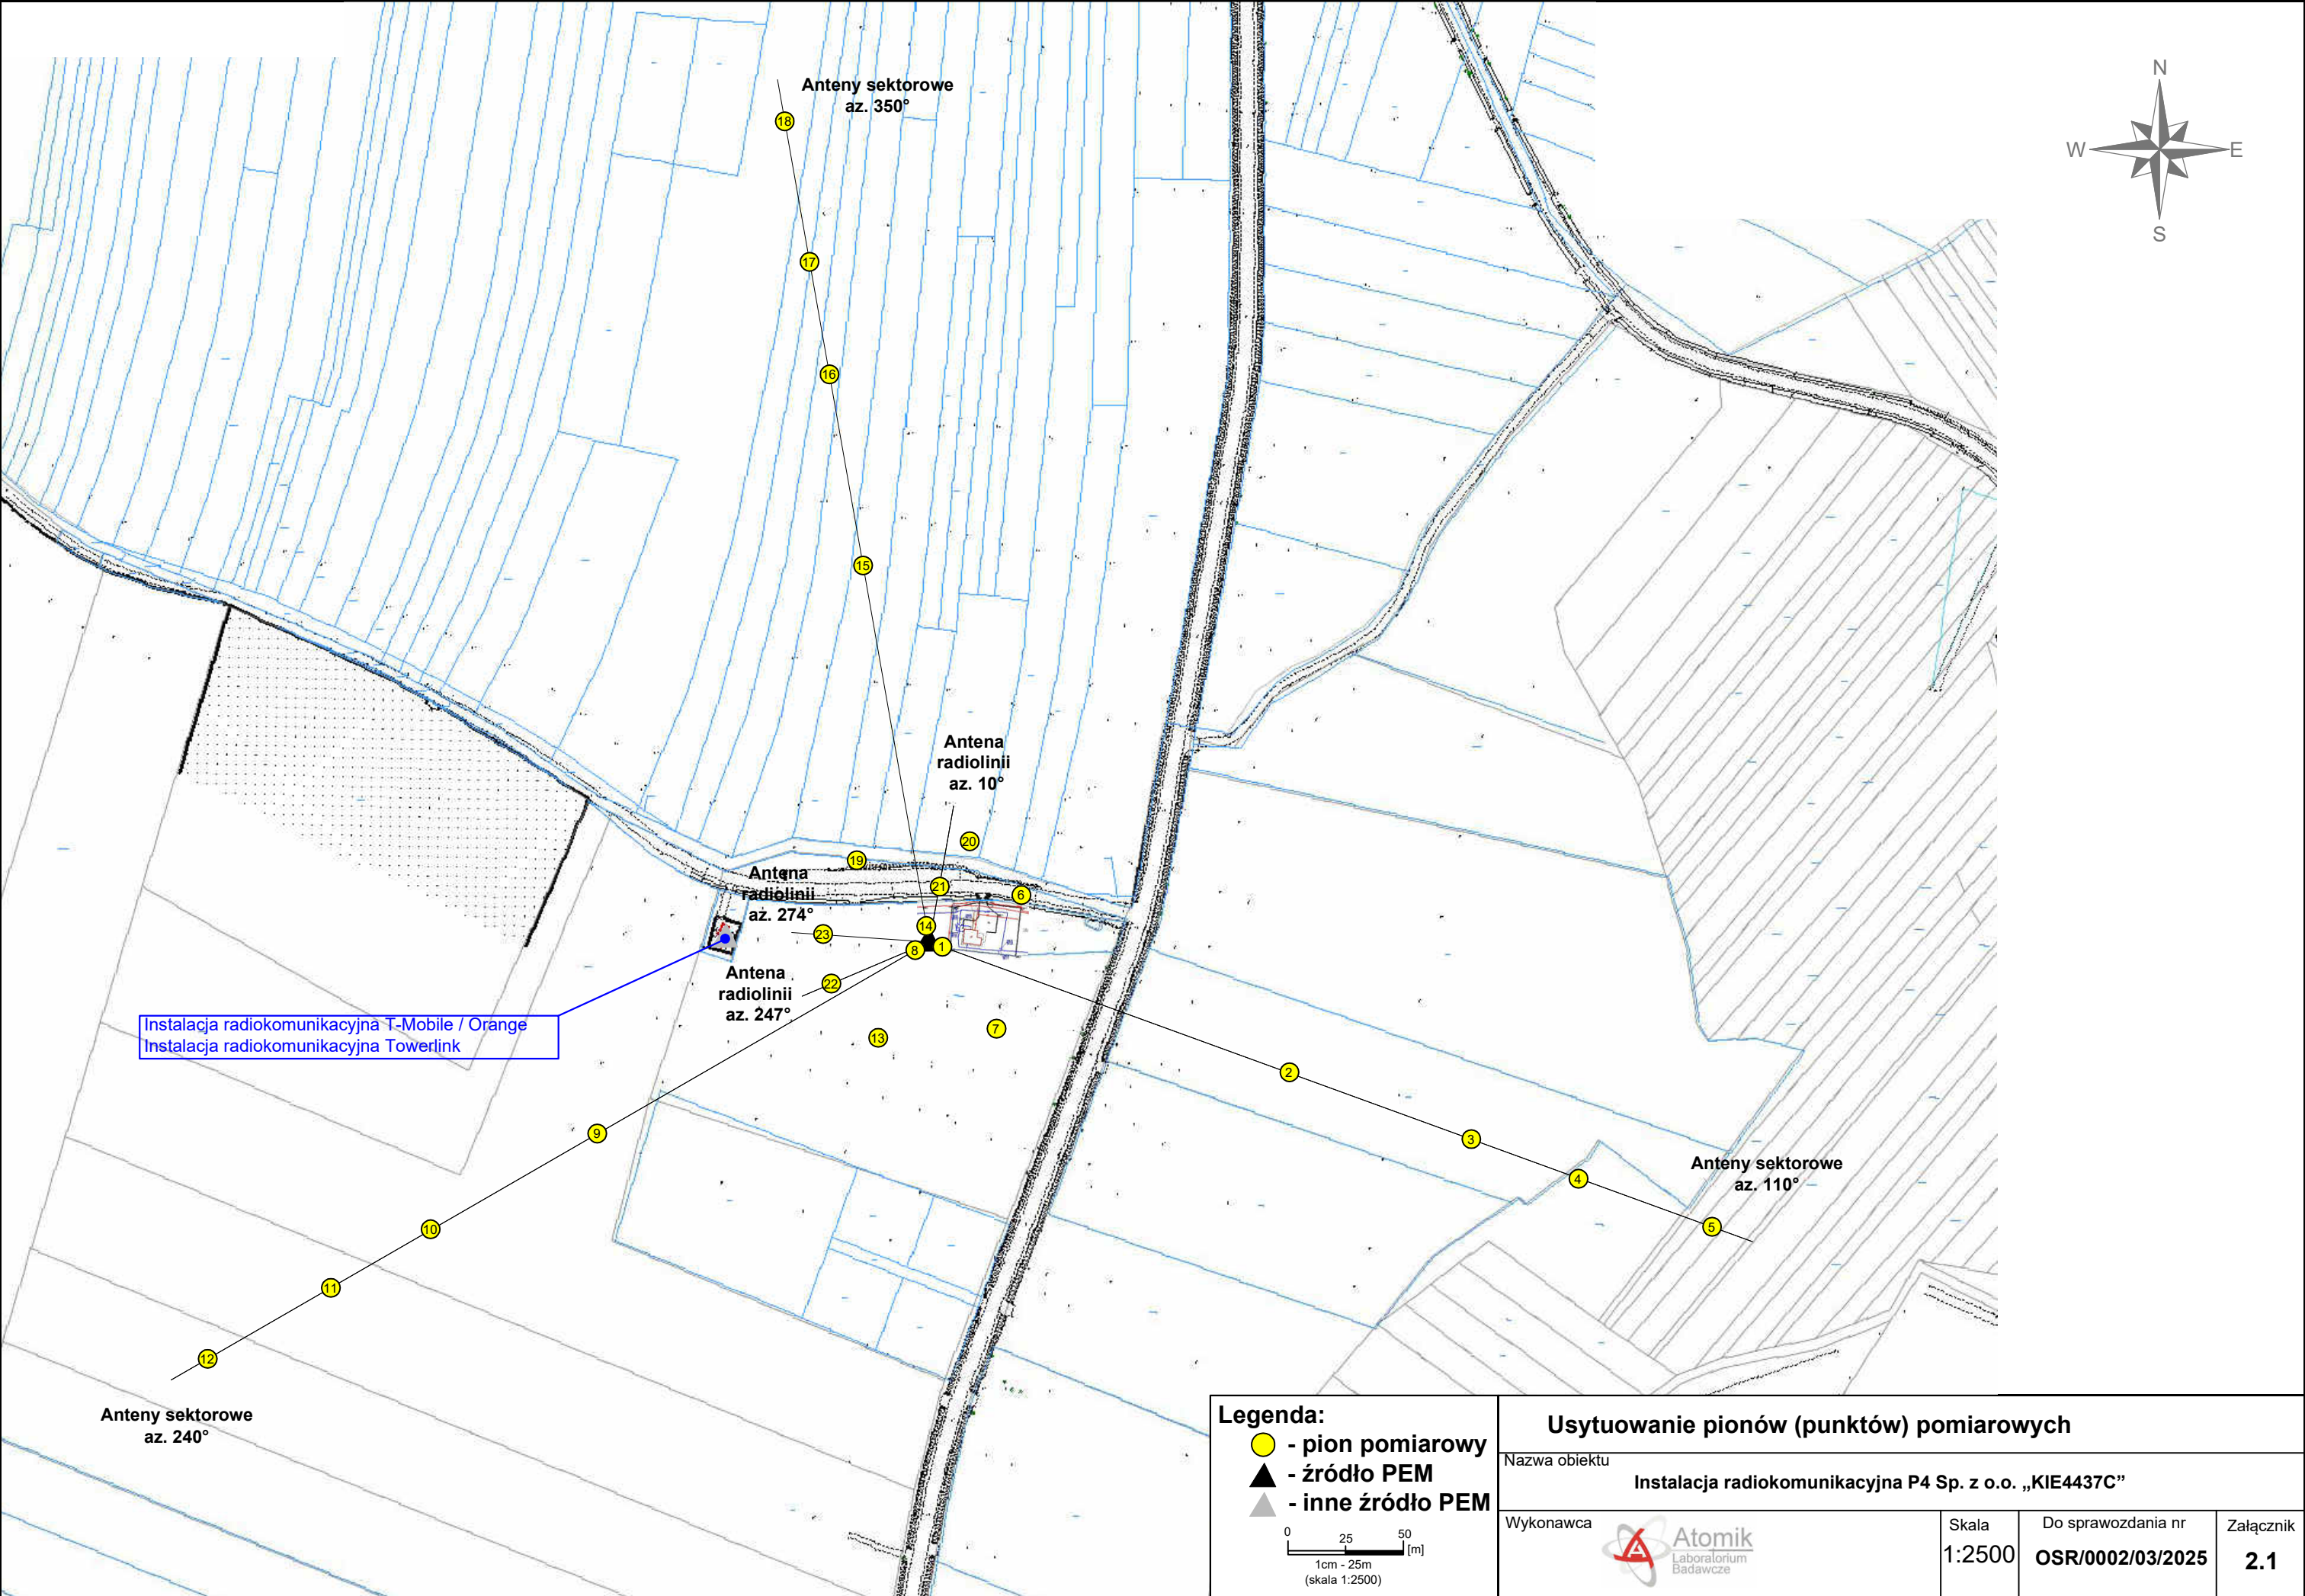 Anteny sektorowe
az. 350°
N
W
E
S
18
17
16
15
Antena
radiolinii
az. 10°
20
19
Antena
radiolinii
az. 274°
21
6
14
23
8
1
Antena
radiolinii
az. 247°
22
7
13
Instalacja radiokomunikacyjna T-Mobile / Orange
Instalacja radiokomunikacyjna Towerlink
2
9
3
Anteny sektorowe
az. 110°
4
10
5
11
12
Anteny sektorowe
az. 240°
Legenda:
- pion pomiarowy
- źródło PEM
- inne źródło PEM
0 25 50
[m]
1cm - 25m
(skala 1:2500)
Usytuowanie pionów (punktów) pomiarowych
Nazwa obiektu
Instalacja radiokomunikacyjna P4 Sp. z o.o. „KIE4437C”
Wykonawca
Atomik
Laboratorium
Badawcze
Skala
1:2500
Do sprawozdania nr
OSR/0002/03/2025
Załącznik
2.1